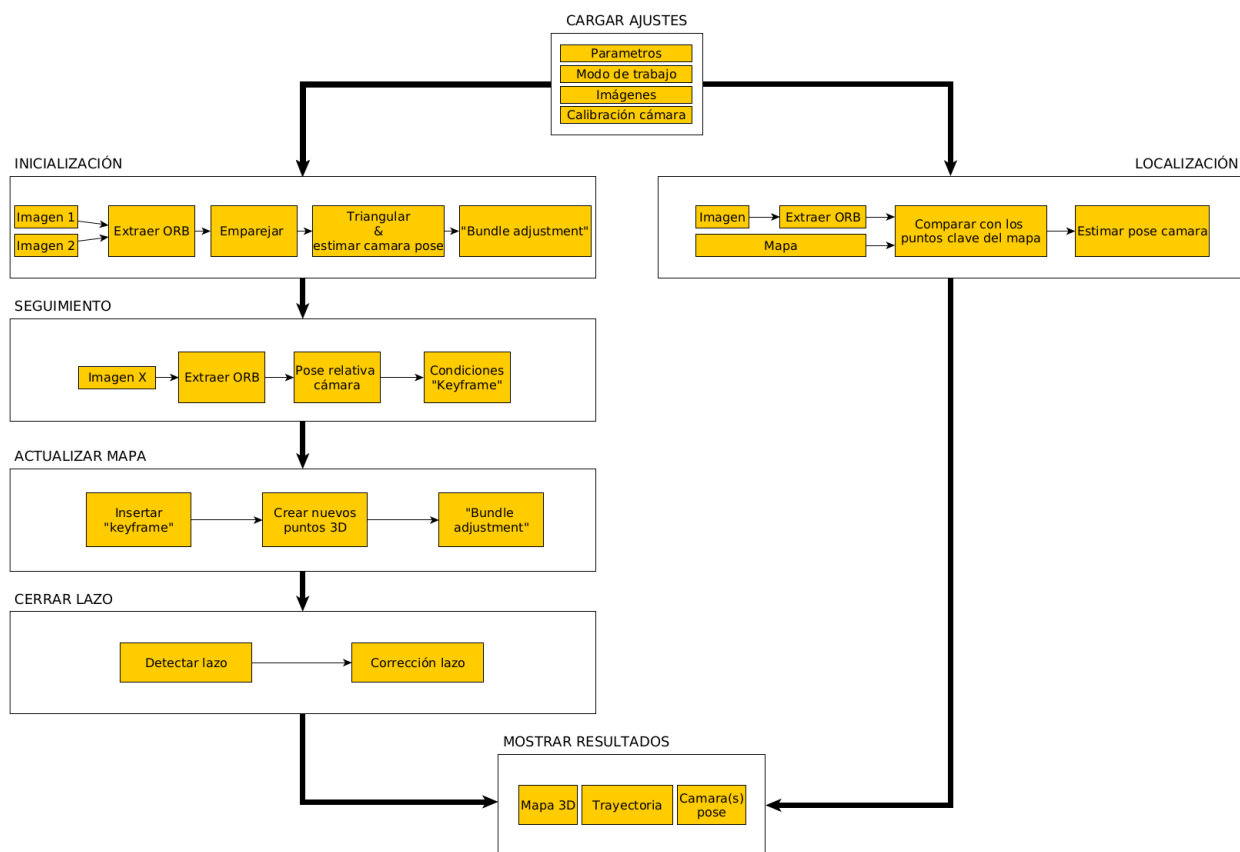 CARGAR AJUSTES
Parametros
Modo de trabajo
Imágenes
Calibración cámara
INICIALIZACIÓN
Imagen 1
Imagen 2
Extraer ORB
Emparejar
Triangular
&
estimar camara pose
"Bundle adjustment"
LOCALIZACIÓN
Imagen
Extraer ORB
Mapa
Comparar con los
puntos clave del mapa
Estimar pose camara
SEGUIMIENTO
Imagen X
Extraer ORB
Pose relativa
cámara
Condiciones
"Keyframe"
ACTUALIZAR MAPA
Insertar
"keyframe"
Crear nuevos
puntos 3D
"Bundle
adjustment"
CERRAR LAZO
Detectar lazo
Corrección lazo
MOSTRAR RESULTADOS
Mapa 3D
Trayectoria
Camara(s)
pose